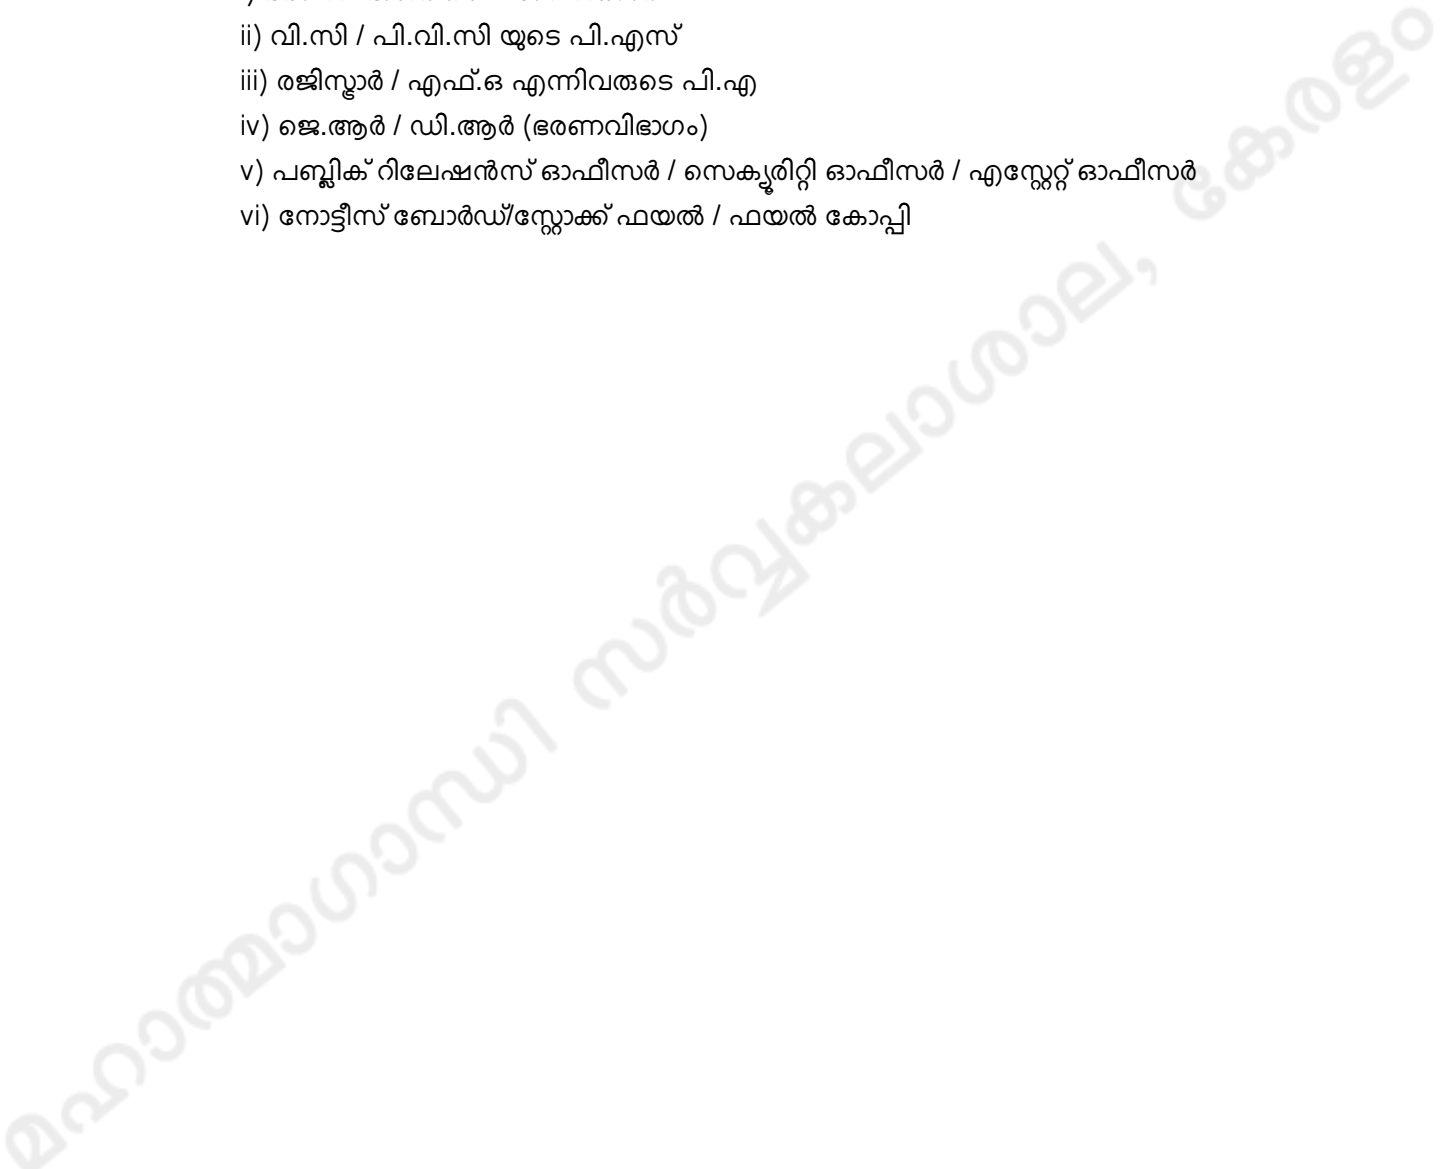 ii) വി.സി / പി.വി.സി യുടെ പി.എസ്
iii) രജിസ്ട്രാർ / എഫ്.ഒ എന്നിവരുടെ പി.എ
iv) ജെ.ആർ / ഡി.ആർ (ഭരണവിഭാഗം)
v) പബ്ലിക് റിലേഷൻസ് ഓഫീസർ / സെക്യൂരിറ്റി ഓഫീസർ / എസ്റ്റേറ്റ് ഓഫീസർ
vi) നോട്ടീസ് ബോർഡ്/സ്റ്റോക്ക് ഫയൽ / ഫയൽ കോപ്പി
മഹാത്മാഗാന്ധി സർവ്വകലാശാല, കേരളം